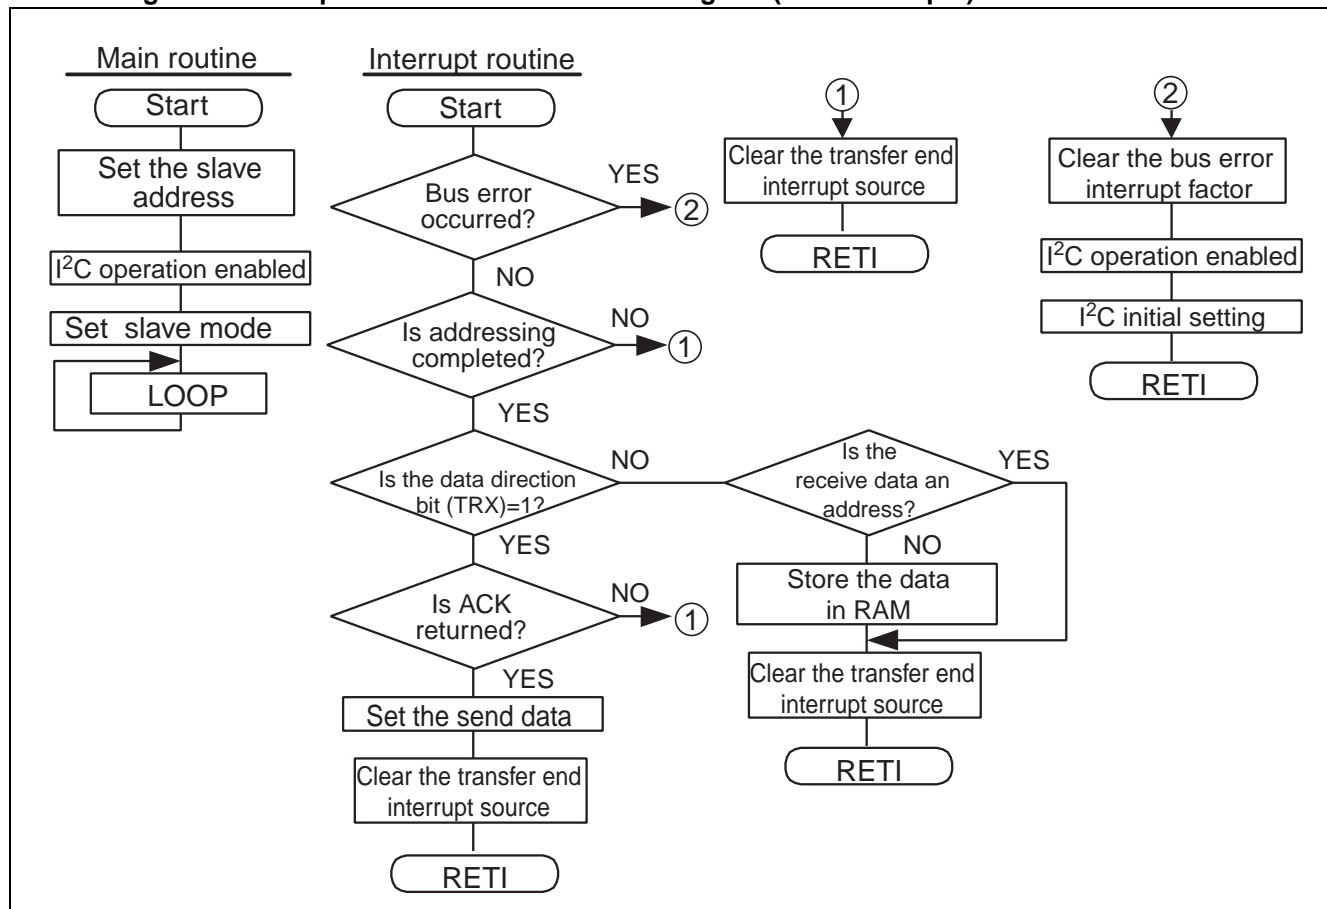 Main routine
Start
Set the slave
address
I²C operation enabled
Set slave mode
LOOP
Interrupt routine
Start
Bus error
occurred?
YES
2
NO
Is addressing
completed?
NO
1
YES
Is the data direction
bit (TRX)=1?
NO
YES
Is ACK
returned?
NO
1
YES
Set the send data
Clear the transfer end
interrupt source
RETI
Is the
receive data an
address?
YES
NO
Store the data
in RAM
Clear the transfer end
interrupt source
RETI
1
Clear the transfer end
interrupt source
RETI
2
Clear the bus error
interrupt factor
I²C operation enabled
I²C initial setting
RETI